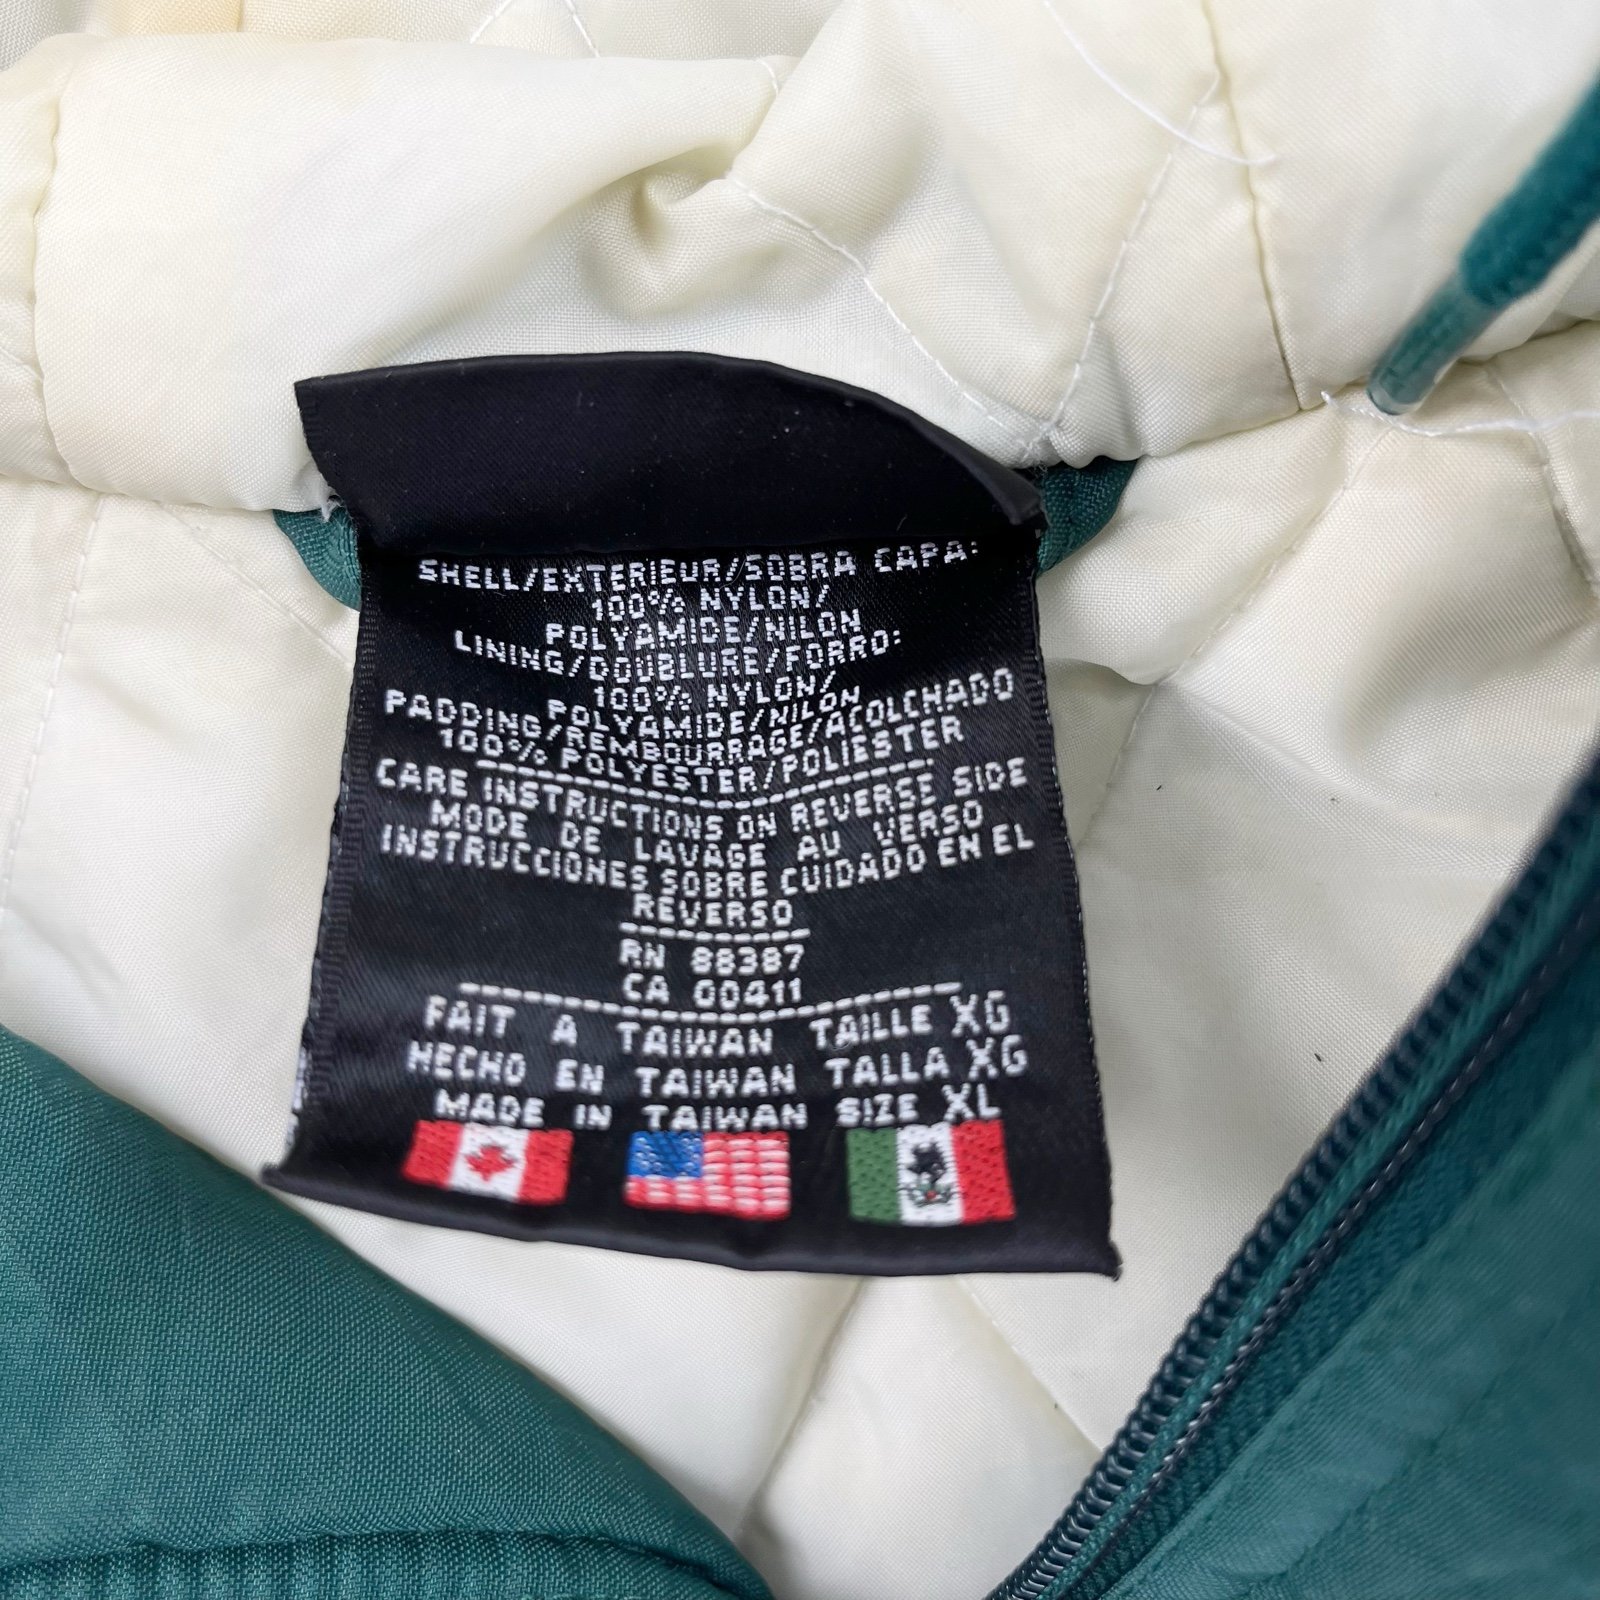 SHELL/EXTERIEUR/SOBRA CAPA:
100% NYLON/
POLYAMIDE/NILON
LINING/DOUBLURE/FORRO:
100% NYLON/
POLYAMIDE/NILON
PADDING/REMBOURRAGE/ACOLCHADO
100% POLYESTER/POLIESTER
CARE INSTRUCTIONS ON REVERSE SIDE
MODE DE LAVAGE AU VERSO
INSTRUCCIONES SOBRE CUIDADO EN EL
REVERSO
RN 88387
CA 00411
FAIT A TAIWAN TAILLE XG
HECHO EN TAIWAN TALLA XG
MADE IN TAIWAN SIZE XL